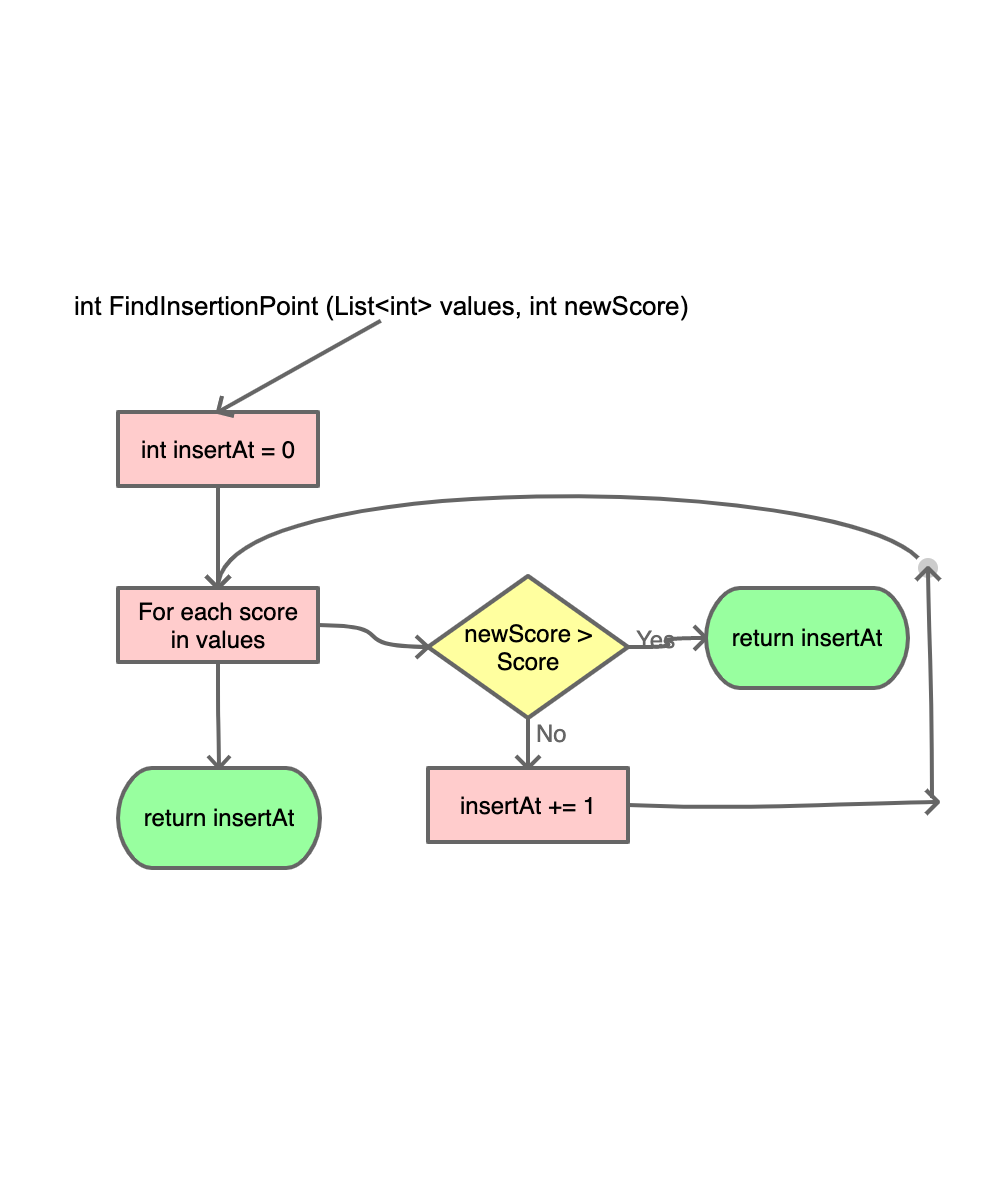 int FindInsertionPoint (List<int> values, int newScore)
int insertAt = 0
For each score
in values
newScore >
Score
Yes
return insertAt
No
insertAt += 1
return insertAt